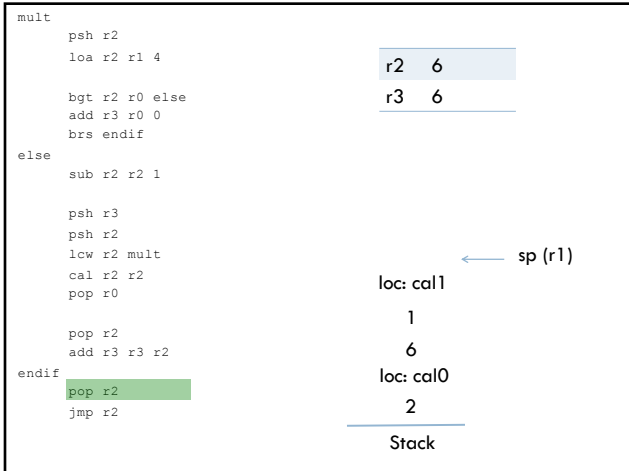 mult
psh r2
loa r2 r1 4
bgt r2 r0 else
add r3 r0 0
brs endif
else
sub r2 r2 1
psh r3
psh r2
lcw r2 mult
cal r2 r2
pop r0
pop r2
add r3 r3 r2
endif
pop r2
jmp r2
r2 6
r3 6
sp (r1)
loc: cal1
1
6
loc: cal0
2
Stack